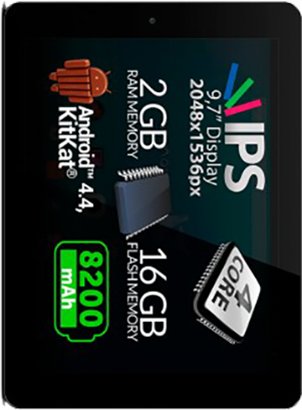 IPS
9,7" Display
2048x1536px
4
CORE
2 GB
RAM MEMORY
16 GB
FLASH MEMORY
Android™ 4.4,
KitKat®
8200
mAh